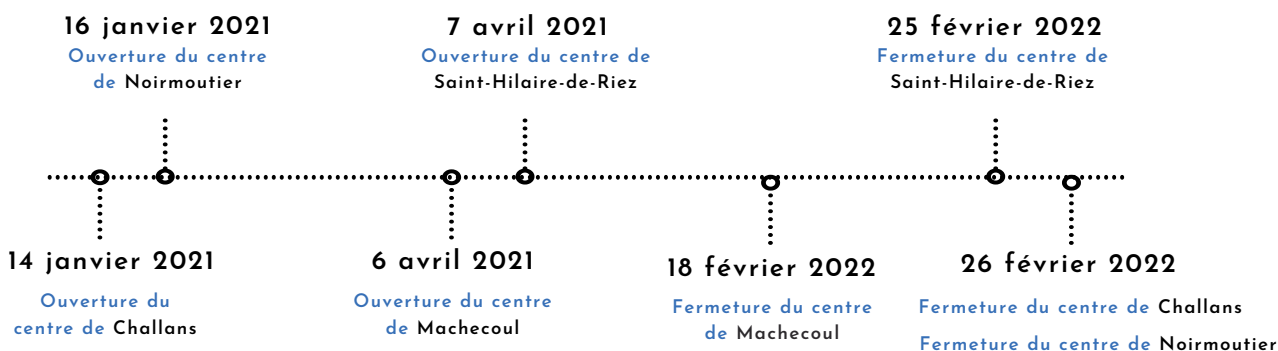 16 janvier 2021
Ouverture du centre
de Noirmoutier
7 avril 2021
Ouverture du centre de
Saint-Hilaire-de-Riez
25 février 2022
Fermeture du centre de
Saint-Hilaire-de-Riez
14 janvier 2021
Ouverture du
centre de Challans
6 avril 2021
Ouverture du centre
de Machecoul
18 février 2022
Fermeture du centre
de Machecoul
26 février 2022
Fermeture du centre de Challans
Fermeture du centre de Noirmoutier